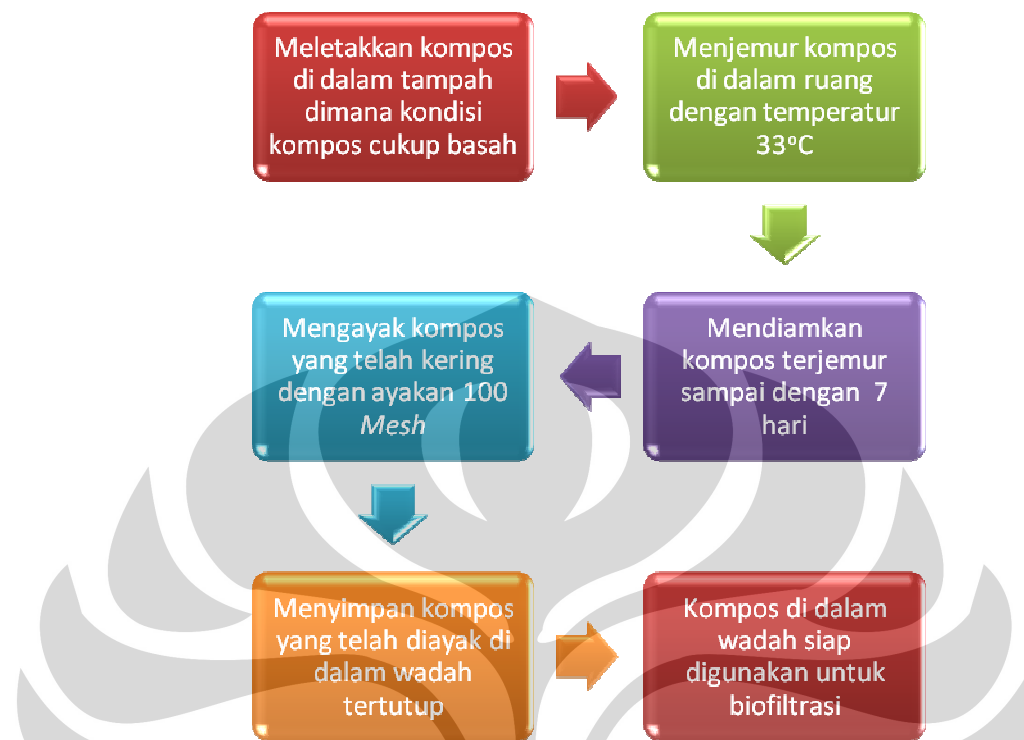 Meletakkan kompos
di dalam tampah
dimana kondisi
kompos cukup basah
Menjemur kompos
di dalam ruang
dengan temperatur
33°C
Mendiamkan
kompos terjemur
sampai dengan 7
hari
Mengayak kompos
yang telah kering
dengan ayakan 100
Mesh
Menyimpan kompos
yang telah diayak di
dalam wadah
tertutup
Kompos di dalam
wadah siap
digunakan untuk
biofiltrasi